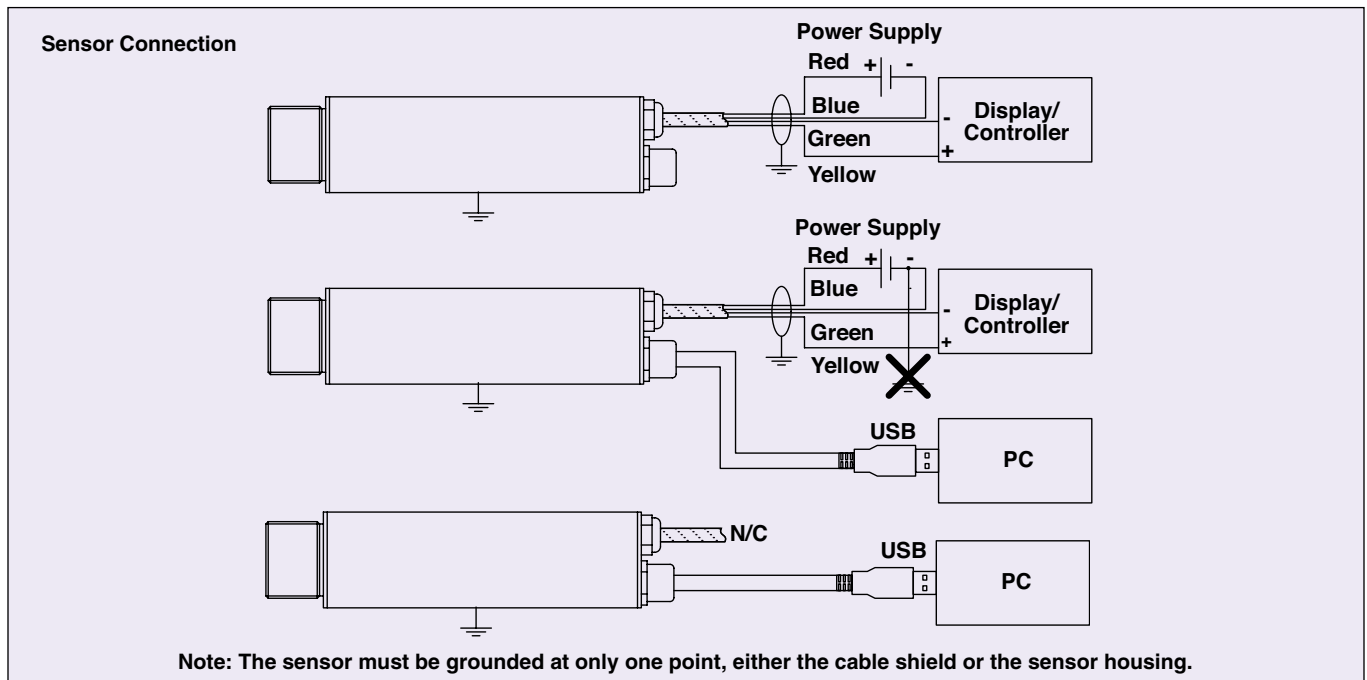 Sensor Connection
Power Supply
Red + -
Blue
Green
Yellow
-
+
Display/
Controller
Power Supply
Red + -
Blue
Green
Yellow
-
+
Display/
Controller
USB
PC
N/C
USB
PC
Note: The sensor must be grounded at only one point, either the cable shield or the sensor housing.